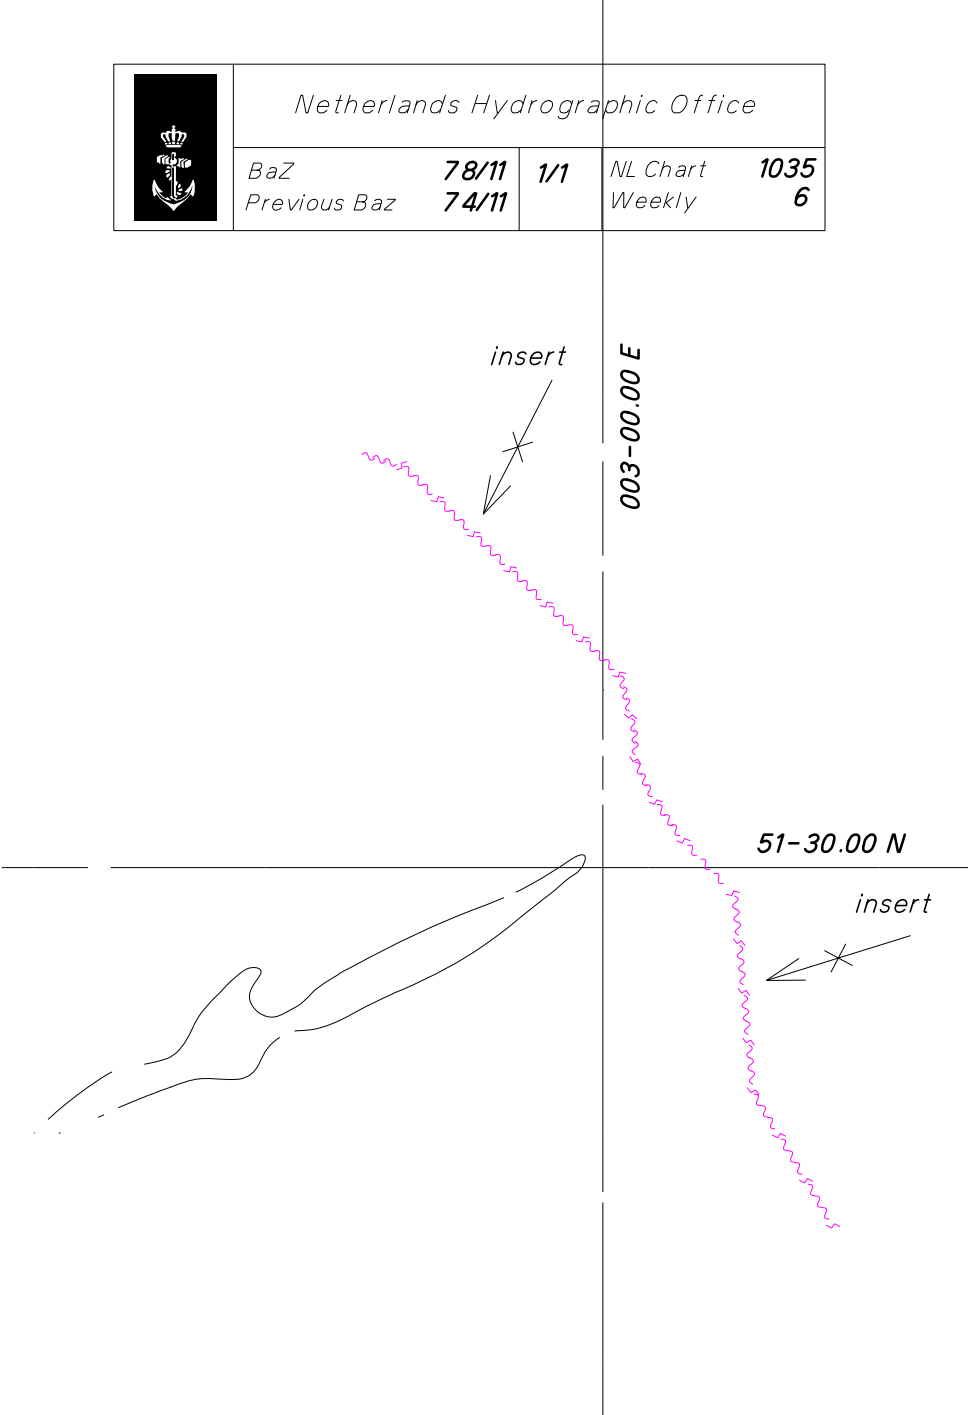 Netherlands Hydrographic Office
BaZ 78/11 1/1 NL Chart 1035
Previous Baz 74/11 Weekly 6
insert
003-00.00 E
51-30.00 N
insert